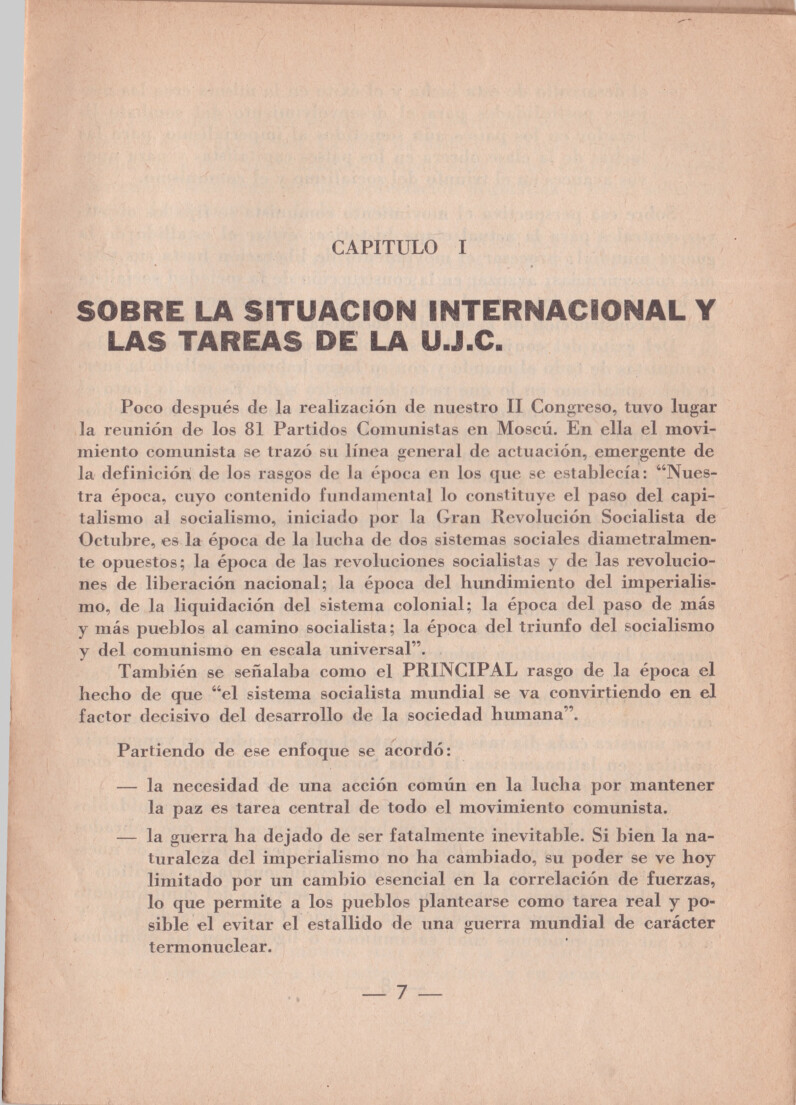 CAPITULO I
SOBRE LA SITUACION INTERNACIONAL Y
LAS TAREAS DE LA U.J.C.
Poco después de la realización de nuestro II Congreso, tuvo lugar
la reunión de los 81 Partidos Comunistas en Moscú. En ella el movi-
miento comunista se trazó su línea general de actuación, emergente de
la definición de los rasgos de la época en los que se establecía: “Nues-
tra época, cuyo contenido fundamental lo constituye el paso del capi-
talismo al socialismo, iniciado por la Gran Revolución Socialista de
Octubre, es la época de la lucha de dos sistemas sociales diametralmen-
te opuestos; la época de las revoluciones socialistas y de las revolucio-
nes de liberación nacional; la época del hundimiento del imperialis-
mo, de la liquidación del sistema colonial; la época del paso de más
y más pueblos al camino socialista; la época del triunfo del socialismo
y del comunismo en escala universal”.
También se señalaba como el PRINCIPAL rasgo de la época el
hecho de que “el sistema socialista mundial se va convirtiendo en el
factor decisivo del desarrollo de la sociedad humana”.
Partiendo de ese enfoque se acordó:
— la necesidad de una acción común en la lucha por mantener
la paz es tarea central de todo el movimiento comunista.
— la guerra ha dejado de ser fatalmente inevitable. Si bien la na-
turaleza del imperialismo no ha cambiado, su poder se ve hoy
limitado por un cambio esencial en la correlación de fuerzas,
lo que permite a los pueblos plantearse como tarea real y po-
sible el evitar el estallido de una guerra mundial de carácter
termonuclear.
— 7 —